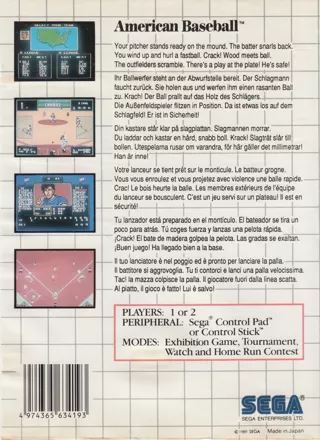 American Baseball™
Your pitcher stands ready on the mound. The batter snarls back.
You wind up and hurl a fastball. Crack! Wood meets ball.
The outfielders scramble. There's a play at the plate! He's safe!
Ihr Ballwerfer steht an der Abwurfstelle bereit. Der Schlagmann
faucht zurück. Sie holen aus und werfen ihm einen rasanten Ball
zu. Krach! Der Ball prallt auf das Holz des Schlägers.
Die Außenfeldspieler flitzen in Position. Da ist etwas los auf dem
Schlagfeld! Er ist in Sicherheit!
Din kastare står klar på slagplattan. Slagmannen morrar.
Du laddar och kastar en hård, snabb boll. Krack! Slagträt slår till
bollen. Utespelarna rusar om varandra, för här gäller det millimetrar!
Han är inne!
Votre lanceur se tient prêt sur le monticule. Le batteur grogne.
Vous vous enroulez et vous projetez avec violence une balle rapide.
Crac! Le bois heurte la balle. Les membres extérieurs de l'équipe
du lanceur se bousculent. C'est un jeu servi sur un plateau! Il est en
sécurité!
Tu lanzador está preparado en el montículo. El bateador se tira un
poco para atrás. Tú coges fuerza y lanzas una pelota rápida.
¡Crack! El bate de madera golpea la pelota. Las gradas se exaltan.
¡Buen juego! Ha llegado bien a la base.
Il tuo lanciatore è nel poggio ed è pronto per lanciare la palla.
Il battitore si aggroviglia. Tu ti contorci e lanci una palla velocissima.
Tac! la mazza colpisce la palla. Il giocatore fuori dalla linea scatta.
Al piatto, il gioco è fatto! Lui è salvo!
PLAYERS: 1 or 2
PERIPHERAL: Sega® Control Pad™
or Control Stick™
MODES: Exhibition Game, Tournament,
Watch and Home Run Contest
4 974365 634193
SEGA®
SEGA ENTERPRISES LTD.
© 1989 SEGA Made in Japan